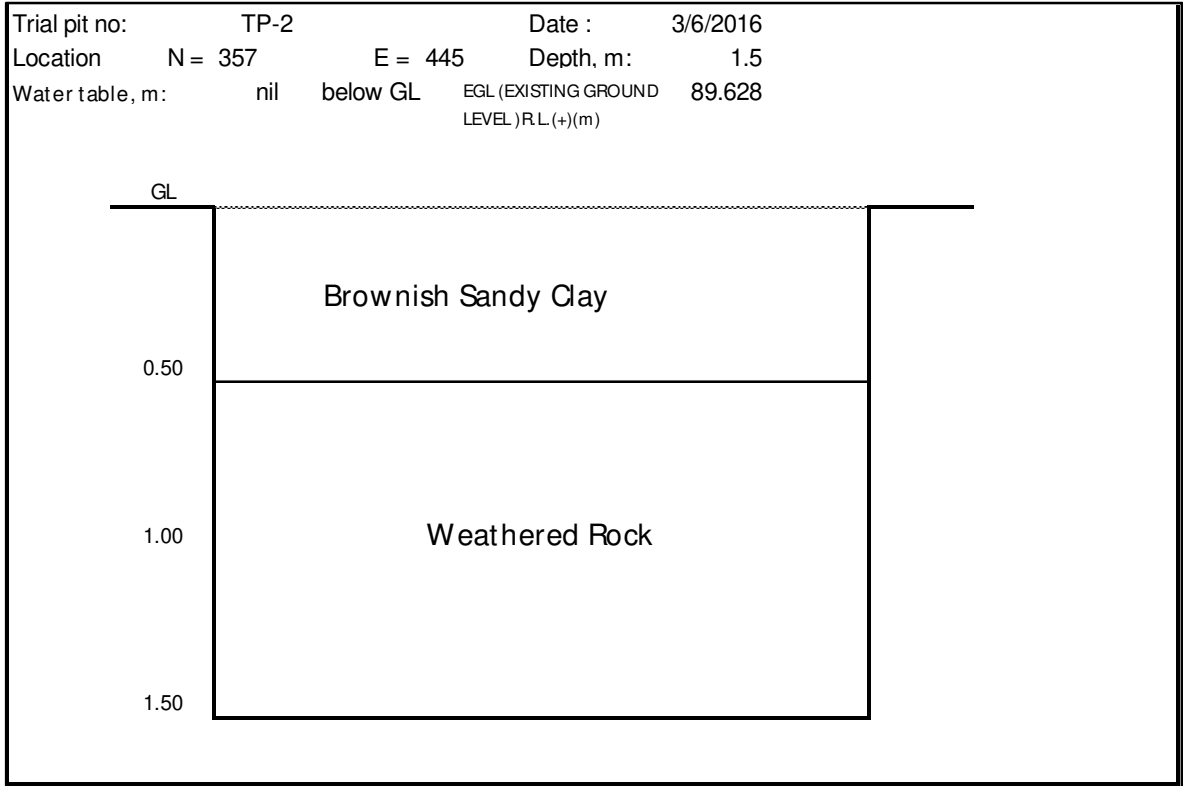 Trial pit no: TP-2 Date : 3/6/2016
Location N = 357 E = 445 Depth, m: 1.5
Water table, m: nil below GL EGL (EXISTING GROUND LEVEL ) R.L. (+)(m) 89.628
GL
Brownish Sandy Clay
0.50
1.00 Weathered Rock
1.50